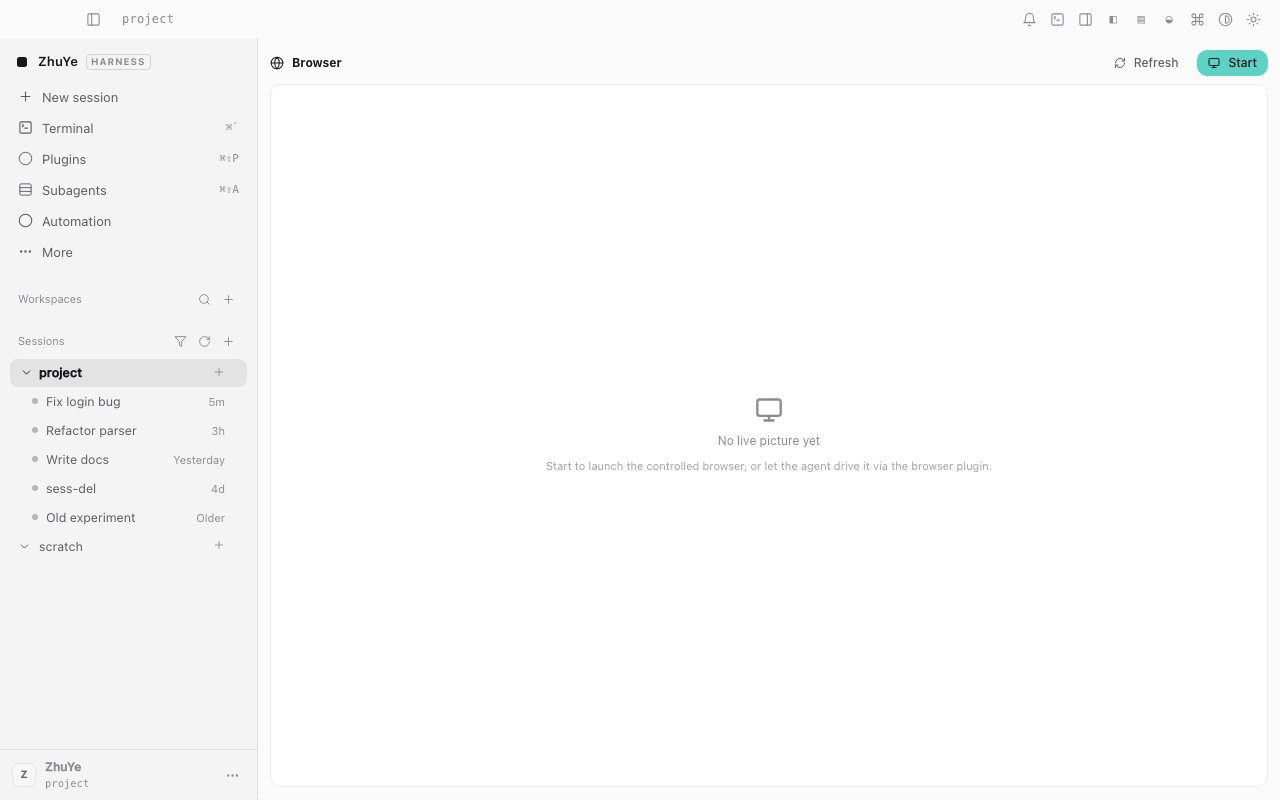 project
ZhuYe HARNESS
New session
Terminal ⌘`
Plugins ⌘⇧P
Subagents ⌘⇧A
Automation
More
Workspaces
Sessions
project
Fix login bug 5m
Refactor parser 3h
Write docs Yesterday
sess-del 4d
Old experiment Older
scratch
Z
ZhuYe
project
Browser
Refresh
Start
No live picture yet
Start to launch the controlled browser, or let the agent drive it via the browser plugin.